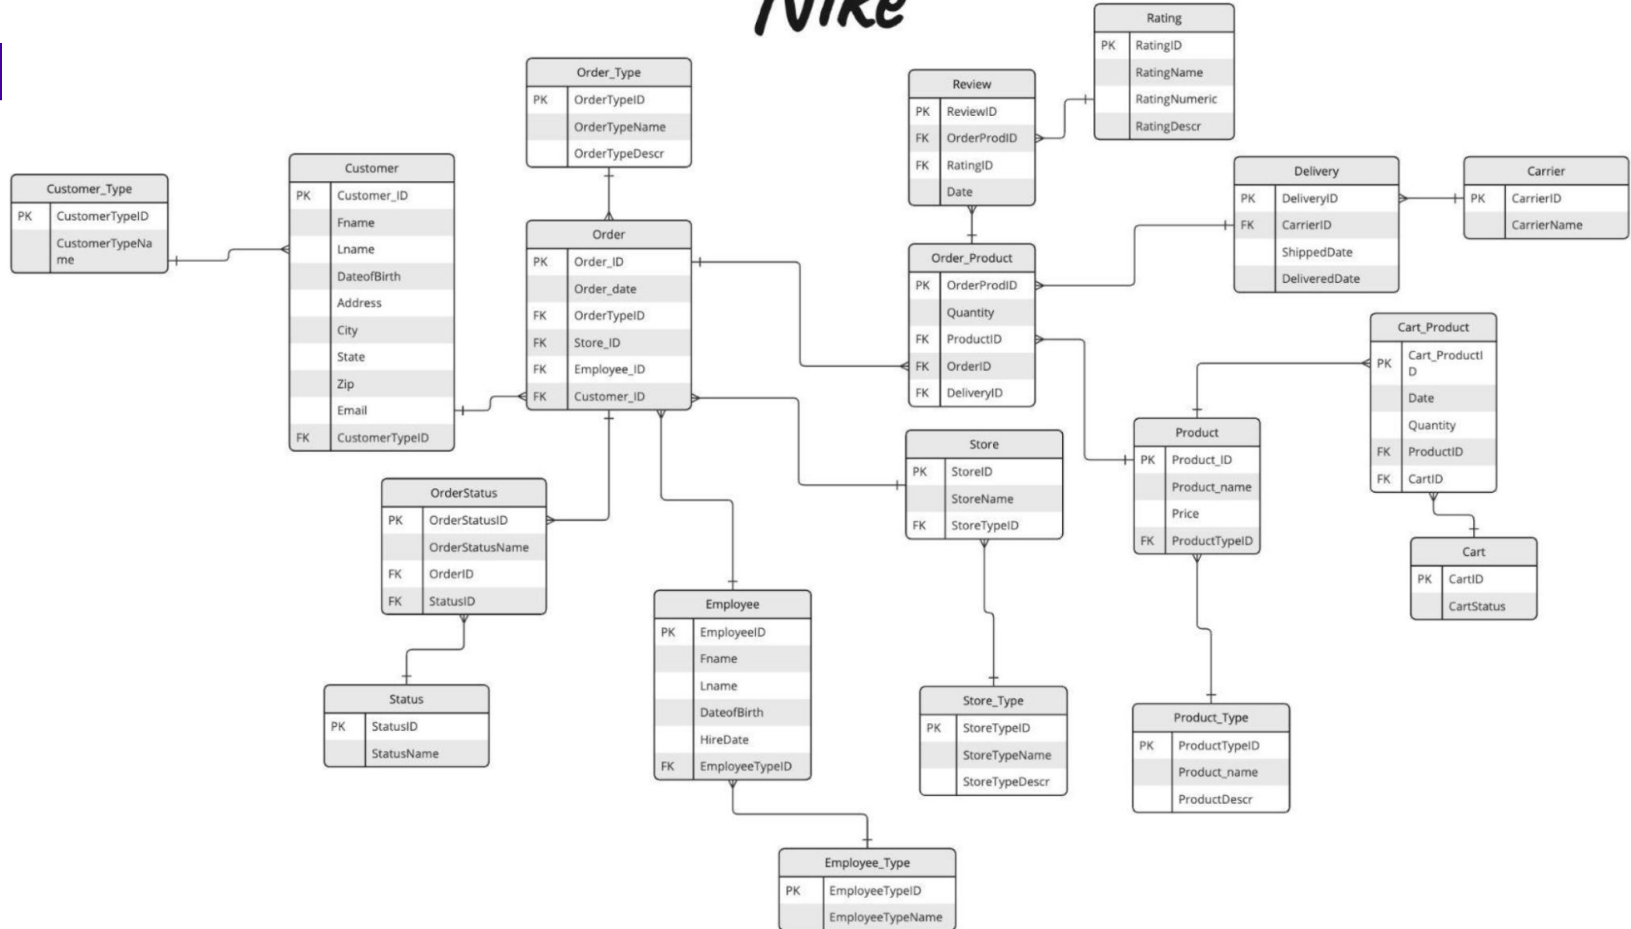 Nike
Rating
PK RatingID
RatingName
RatingNumeric
RatingDescr
Order_Type
PK OrderTypeID
OrderTypeName
OrderTypeDescr
Review
PK ReviewID
FK OrderProdID
FK RatingID
Date
Customer
PK Customer_ID
Fname
Lname
DateofBirth
Address
City
State
Zip
Email
FK CustomerTypeID
Customer_Type
PK CustomerTypeID
CustomerTypeNa
me
Delivery
PK DeliveryID
FK CarrierID
ShippedDate
DeliveredDate
Carrier
PK CarrierID
CarrierName
Order
PK Order_ID
Order_date
FK OrderTypeID
FK Store_ID
FK Employee_ID
FK Customer_ID
Order_Product
PK OrderProdID
Quantity
FK ProductID
FK OrderID
FK DeliveryID
Cart_Product
PK Cart_ProductI
D
Date
Quantity
FK ProductID
FK CartID
Product
PK Product_ID
Product_name
Price
FK ProductTypeID
Store
PK StoreID
StoreName
FK StoreTypeID
OrderStatus
PK OrderStatusID
OrderStatusName
FK OrderID
FK StatusID
Cart
PK CartID
CartStatus
Employee
PK EmployeeID
Fname
Lname
DateofBirth
HireDate
FK EmployeeTypeID
Status
PK StatusID
StatusName
Store_Type
PK StoreTypeID
StoreTypeName
StoreTypeDescr
Product_Type
PK ProductTypeID
Product_name
ProductDescr
Employee_Type
PK EmployeeTypeID
EmployeeTypeName